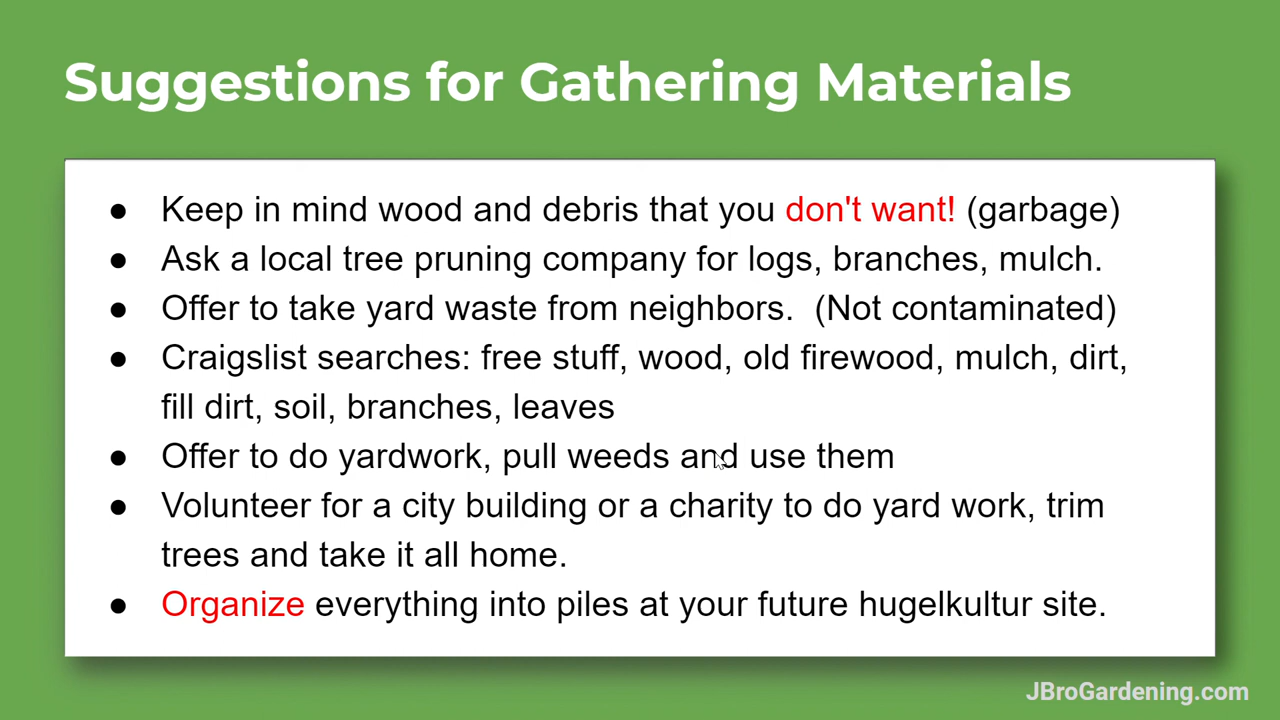 Suggestions for Gathering Materials
● Keep in mind wood and debris that you don't want! (garbage)
● Ask a local tree pruning company for logs, branches, mulch.
● Offer to take yard waste from neighbors.  (Not contaminated)
● Craigslist searches: free stuff, wood, old firewood, mulch, dirt,
fill dirt, soil, branches, leaves
● Offer to do yardwork, pull weeds and use them
● Volunteer for a city building or a charity to do yard work, trim
trees and take it all home.
● Organize everything into piles at your future hugelkultur site.
JBroGardening.com